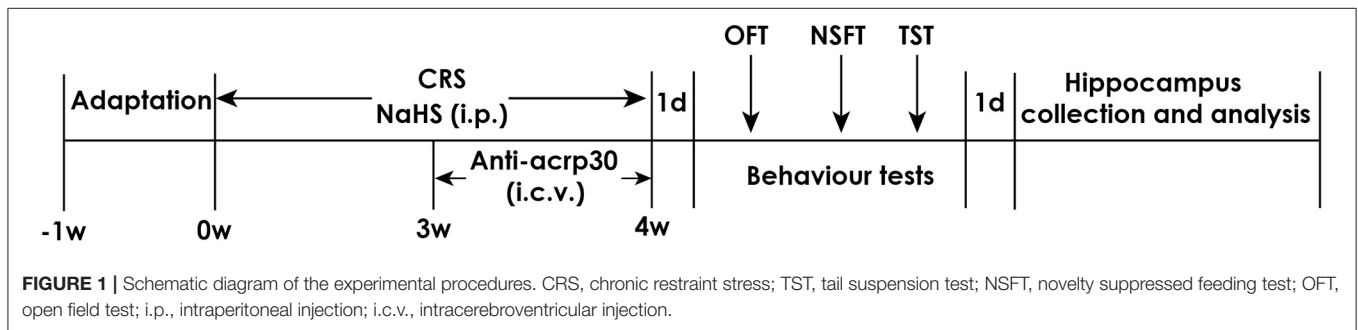 OFT NSFT TST
Adaptation
CRS
NaHS (i.p.)
1d
1d
Hippocampus
collection and analysis
Anti-acrp30
(i.c.v.)
Behaviour tests
-1w
0w
3w
4w
FIGURE 1 | Schematic diagram of the experimental procedures. CRS, chronic restraint stress; TST, tail suspension test; NSFT, novelty suppressed feeding test; OFT,
open field test; i.p., intraperitoneal injection; i.c.v., intracerebroventricular injection.